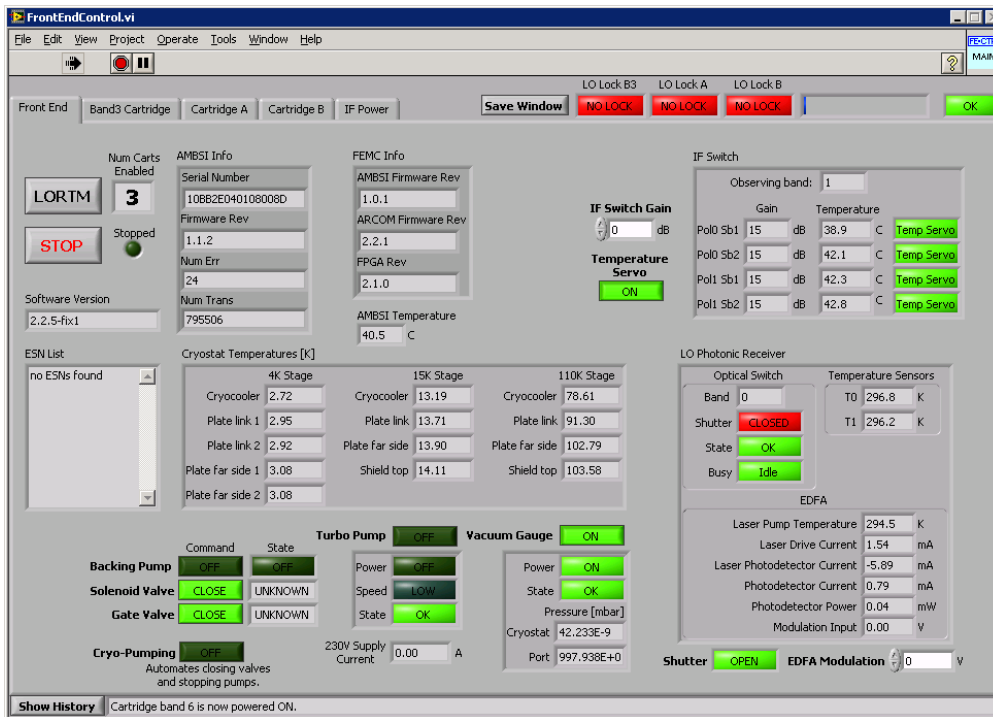 FrontEndControl.vi
File Edit View Project Operate Tools Window Help
FE-CT
MAIN
?
LO Lock B3 LO Lock A LO Lock B
Front End Band3 Cartridge Cartridge A Cartridge B IF Power Save Window NO LOCK NO LOCK NO LOCK OK
Num Carts Enabled
LORTM 3
STOP Stopped
Software Version
2.2.5-fix1
AMBSI Info
Serial Number
10BB2E040108008D
Firmware Rev
1.1.2
Num Err
24
Num Trans
795506
FEMC Info
AMBSI Firmware Rev
1.0.1
ARCOM Firmware Rev
2.2.1
FPGA Rev
2.1.0
AMBSI Temperature
40.5 C
IF Switch Gain
0 dB
Temperature
Servo
ON
IF Switch
Observing band: 1
Gain Temperature
Pol0 Sb1 15 dB 38.9 C Temp Servo
Pol0 Sb2 15 dB 42.1 C Temp Servo
Pol1 Sb1 15 dB 42.3 C Temp Servo
Pol1 Sb2 15 dB 42.8 C Temp Servo
ESN List
no ESNs found
Cryostat Temperatures [K]
4K Stage 15K Stage 110K Stage
Cryocooler 2.72 Cryocooler 13.19 Cryocooler 78.61
Plate link 1 2.95 Plate link 13.71 Plate link 91.30
Plate link 2 2.92 Plate far side 13.90 Plate far side 102.79
Plate far side 1 3.08 Shield top 14.11 Shield top 103.58
Plate far side 2 3.08
LO Photonic Receiver
Optical Switch Temperature Sensors
Band 0 T0 296.8 K
Shutter CLOSED T1 296.2 K
State OK
Busy Idle
EDFA
Laser Pump Temperature 294.5 K
Laser Drive Current 1.54 mA
Laser Photodetector Current -5.89 mA
Photodetector Current 0.79 mA
Photodetector Power 0.04 mW
Modulation Input 0.00 V
Shutter OPEN EDFA Modulation 0 V
Command State
Backing Pump OFF OFF
Solenoid Valve CLOSE UNKNOWN
Gate Valve CLOSE UNKNOWN
Cryo-Pumping OFF
Automates closing valves
and stopping pumps.
Turbo Pump OFF
Power OFF
Speed LOW
State OK
230V Supply
Current 0.00 A
Vacuum Gauge ON
Power ON
State OK
Pressure [mbar]
Cryostat 42.233E-9
Port 997.938E+0
Show History Cartridge band 6 is now powered ON.